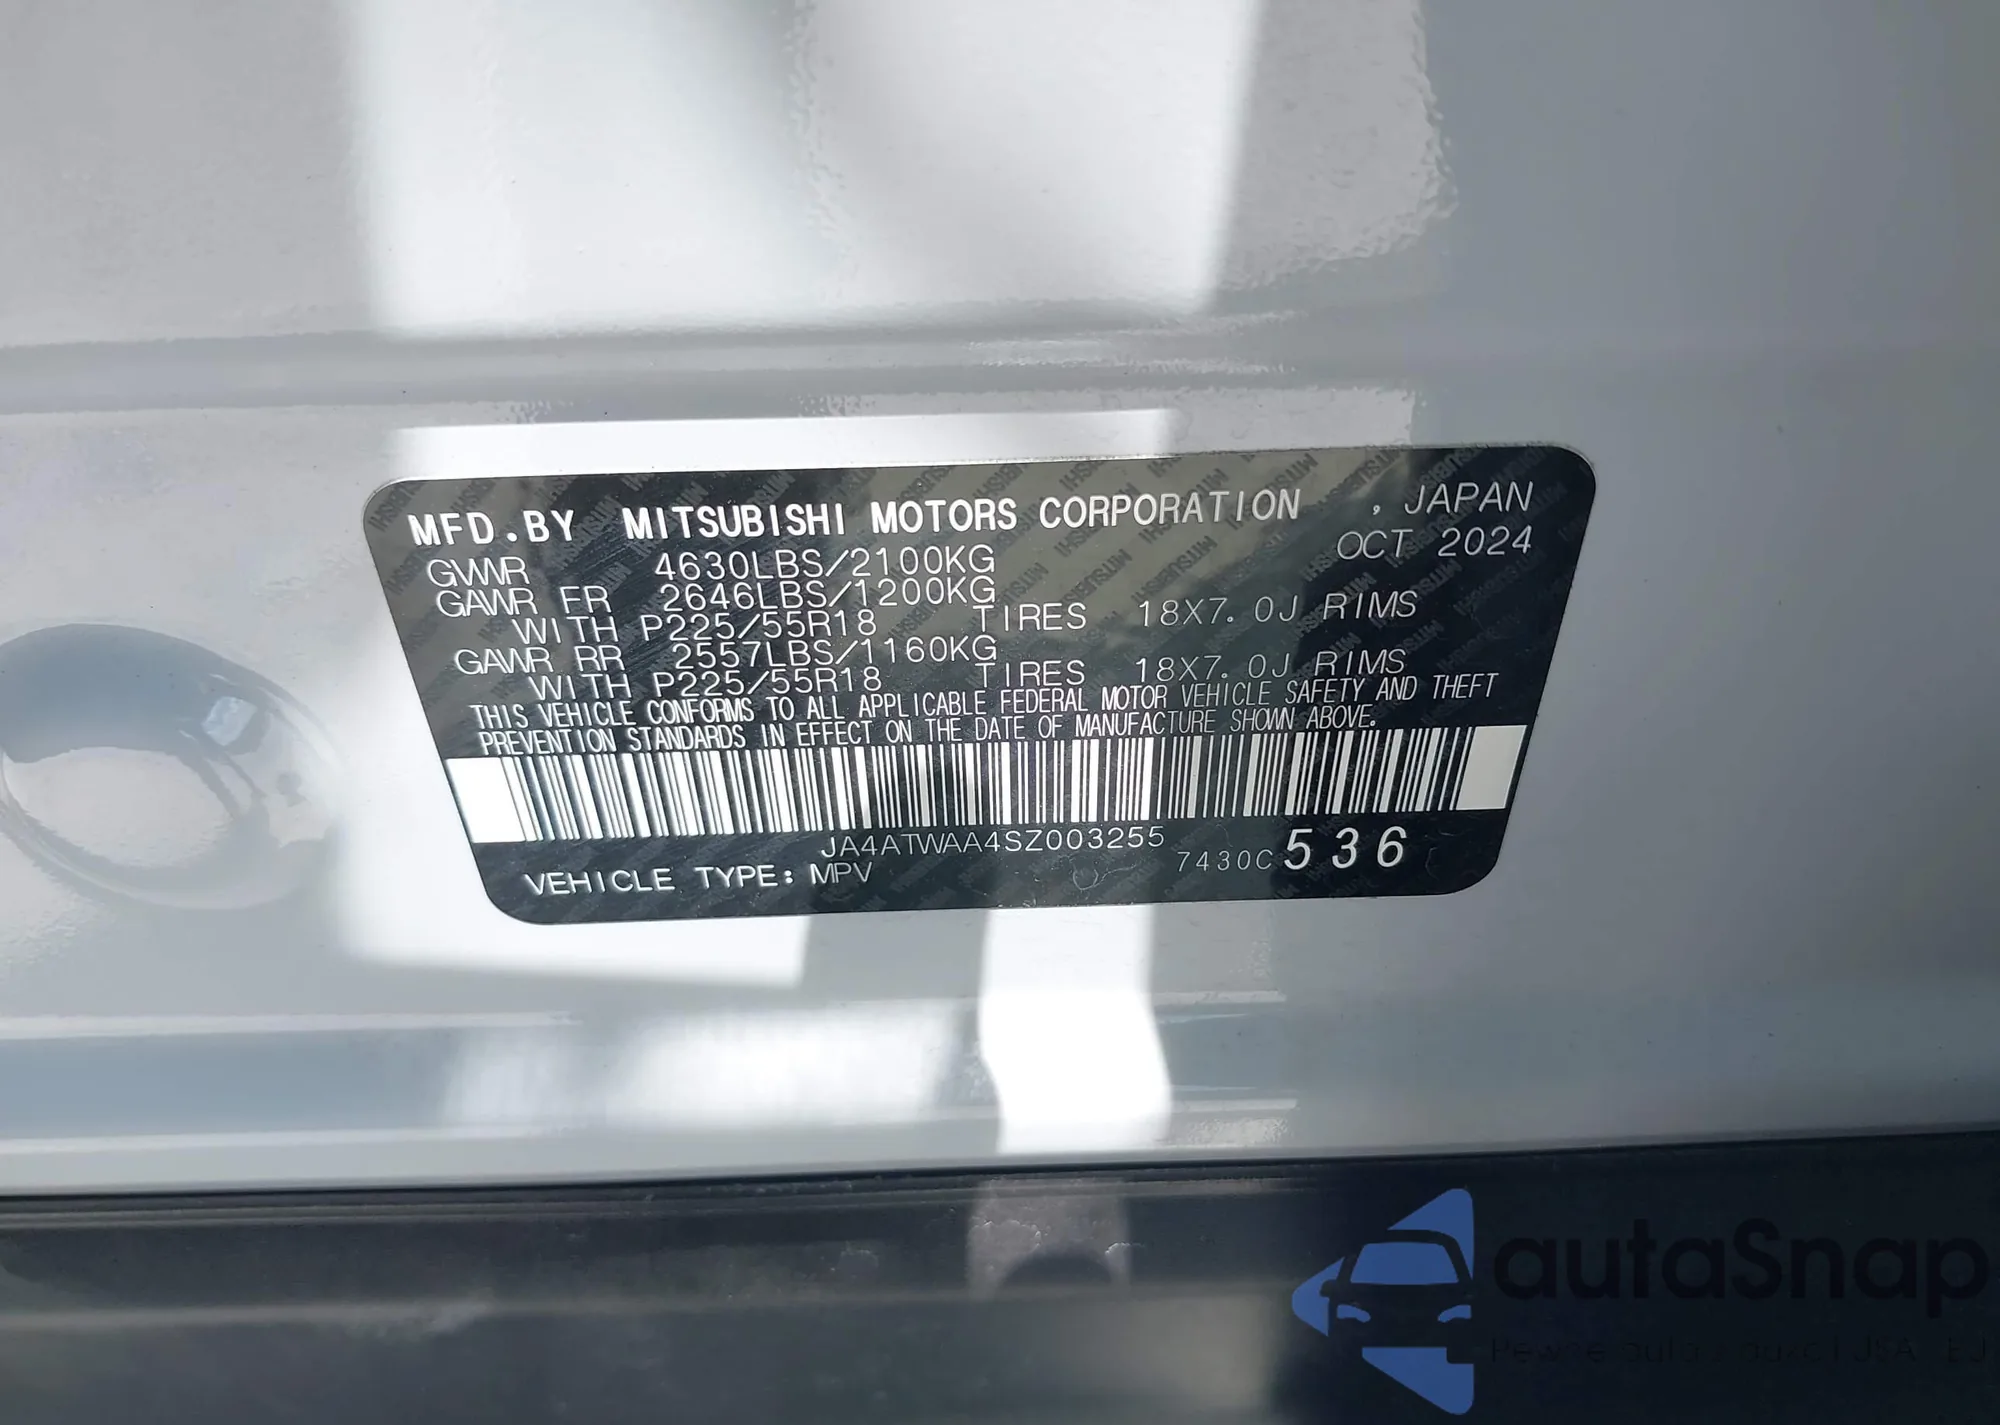 MFD.BY MITSUBISHI MOTORS CORPORATION , JAPAN
OCT 2024
GVWR 4630LBS/2100KG
GAWR FR 2646LBS/1200KG
WITH P225/55R18 TIRES 18X7.0J RIMS
GAWR RR 2557LBS/1160KG
WITH P225/55R18 TIRES 18X7.0J RIMS
THIS VEHICLE CONFORMS TO ALL APPLICABLE FEDERAL MOTOR VEHICLE SAFETY AND THEFT
PREVENTION STANDARDS IN EFFECT ON THE DATE OF MANUFACTURE SHOWN ABOVE.
JA4ATWAA4SZ003255
VEHICLE TYPE: MPV 7430C 536
autaSnap